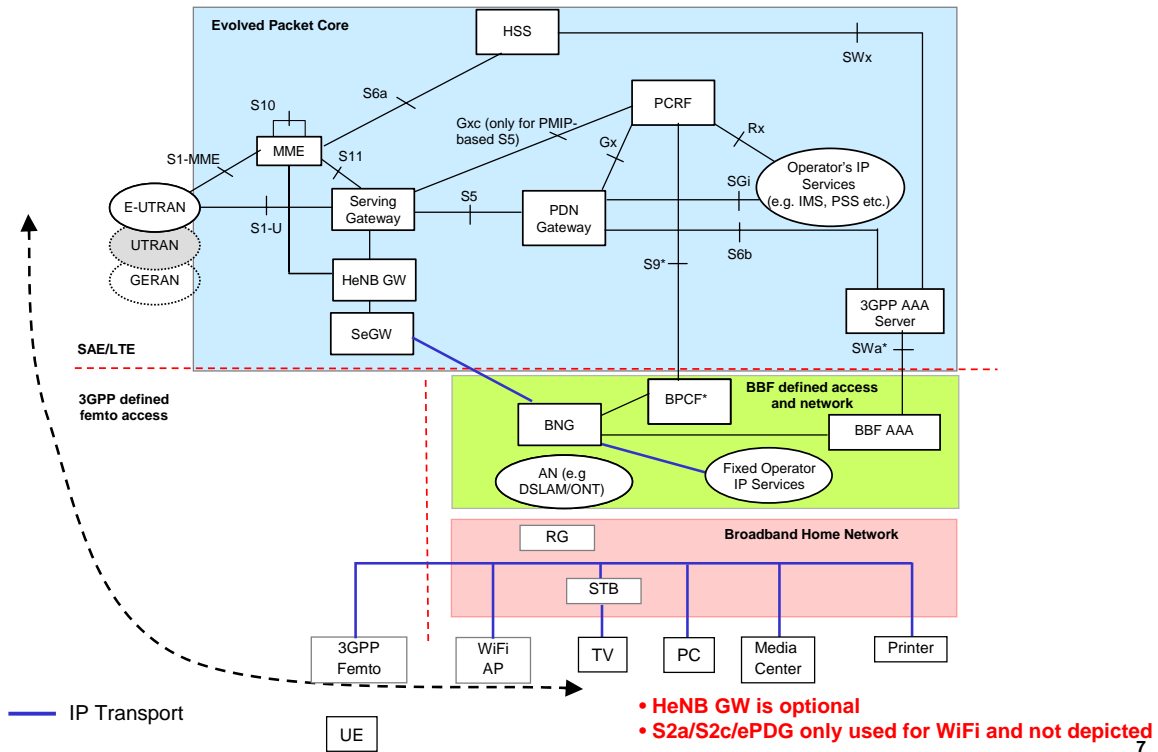 Evolved Packet Core
HSS
SWx
S6a
PCRF
S10
Gxc (only for PMIP-
based S5)
Rx
Gx
S1-MME
MME
S11
Operator's IP
Services
(e.g. IMS, PSS etc.)
SGi
E-UTRAN
Serving
Gateway
S5
PDN
Gateway
S1-U
UTRAN
S6b
S9*
GERAN
HeNB GW
3GPP AAA
Server
SeGW
SAE/LTE
SWa*
3GPP defined
femto access
BPCF*
BBF defined access
and network
BNG
BBF AAA
AN (e.g
DSLAM/ONT)
Fixed Operator
IP Services
RG
Broadband Home Network
STB
3GPP
Femto
WiFi
AP
TV
PC
Media
Center
Printer
IP Transport
• HeNB GW is optional
• S2a/S2c/ePDG only used for WiFi and not depicted
UE
7